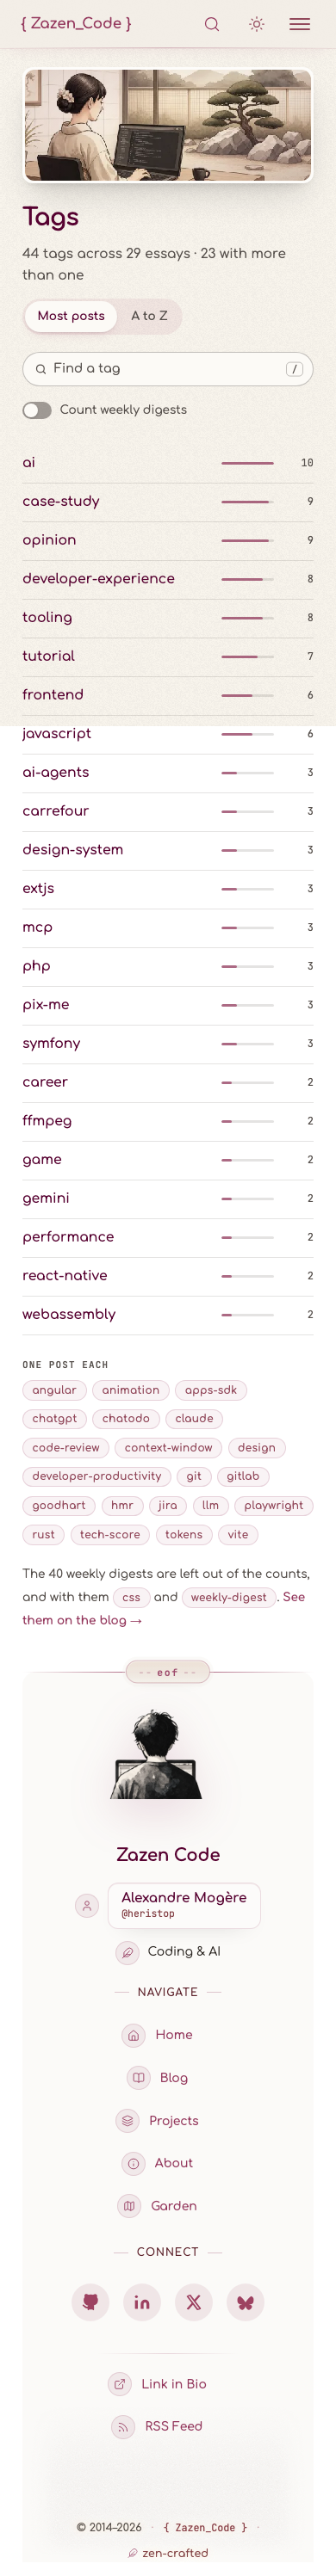 { Zazen_Code }
Tags
44 tags across 29 essays · 23 with more
than one
Most posts
A to Z
Find a tag
/
Count weekly digests
ai 10
case-study 9
opinion 9
developer-experience 8
tooling 8
tutorial 7
frontend 6
javascript 6
ai-agents 3
carrefour 3
design-system 3
extjs 3
mcp 3
php 3
pix-me 3
symfony 3
career 2
ffmpeg 2
game 2
gemini 2
performance 2
react-native 2
webassembly 2
ONE POST EACH
angular animation apps-sdk
chatgpt chatodo claude
code-review context-window design
developer-productivity git gitlab
goodhart hmr jira llm playwright
rust tech-score tokens vite
The 40 weekly digests are left out of the counts,
and with them css and weekly-digest. See
them on the blog →
-- eof --
Zazen Code
Alexandre Mogère
@heristop
Coding & AI
NAVIGATE
Home
Blog
Projects
About
Garden
CONNECT
Link in Bio
RSS Feed
© 2014–2026 · { Zazen_Code } ·
zen-crafted